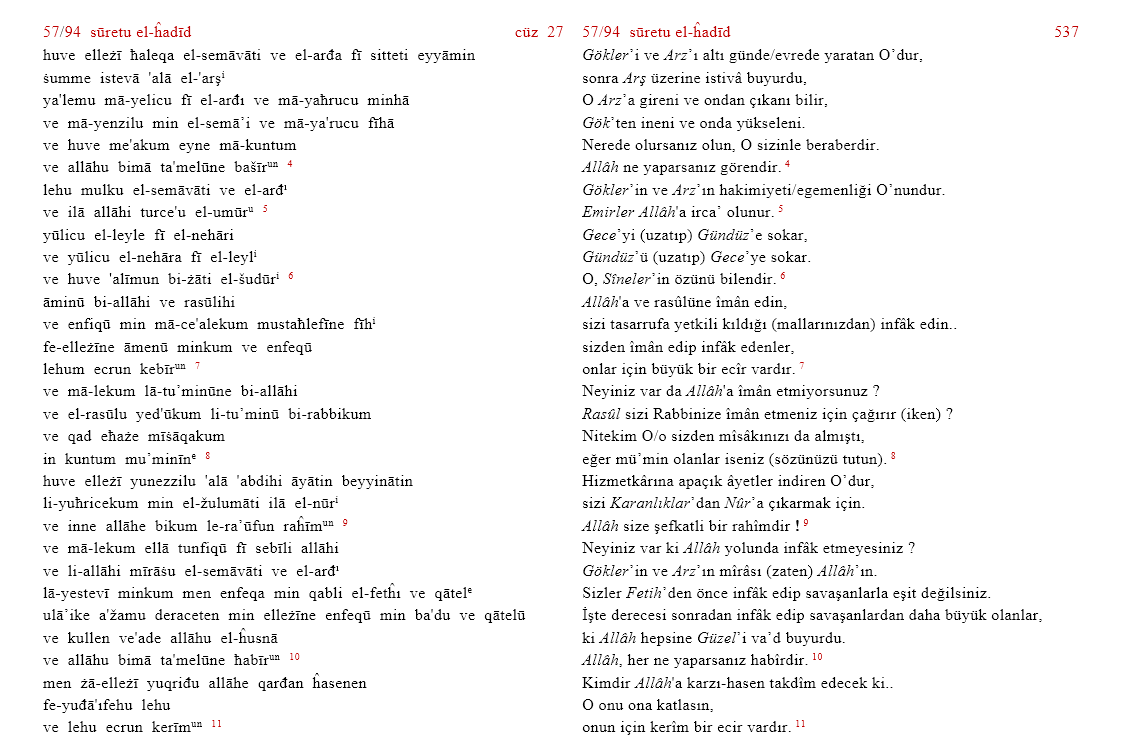 57/94 sūretu el-ĥadīd cüz 27
huve elleżī ħaleqa el-semāvāti ve el-arđa fī sitteti eyyāmin
ŝumme istevā 'alā el-'arşⁱ
ya'lemu mā-yelicu fī el-arđı ve mā-yaħrucu minhā
ve mā-yenzilu min el-semā’i ve mā-ya'rucu fīhā
ve huve me'akum eyne mā-kuntum
ve allāhu bimā ta'melūne bašīrᵘⁿ 4
lehu mulku el-semāvāti ve el-arđᶦ
ve ilā allāhi turce'u el-umūrᵘ 5
yūlicu el-leyle fī el-nehāri
ve yūlicu el-nehāra fī el-leylⁱ
ve huve 'alīmun bi-żāti el-šudūrⁱ 6
āminū bi-allāhi ve rasūlihi
ve enfiqū min mā-ce'alekum mustaħlefīne fīhⁱ
fe-elleżīne āmenū minkum ve enfeqū
lehum ecrun kebīrᵘⁿ 7
ve mā-lekum lā-tu’minūne bi-allāhi
ve el-rasūlu yed'ūkum li-tu’minū bi-rabbikum
ve qad eħaże mīŝāqakum
in kuntum mu’minīnᵉ 8
huve elleżī yunezzilu 'alā 'abdihi āyātin beyyinātin
li-yuħricekum min el-žulumāti ilā el-nūrⁱ
ve inne allāhe bikum le-ra’ūfun raĥīmᵘⁿ 9
ve mā-lekum ellā tunfiqū fī sebīli allāhi
ve li-allāhi mīrāŝu el-semāvāti ve el-arđᶦ
lā-yestevī minkum men enfeqa min qabli el-fetĥı ve qātelᵉ
ulā’ike a'žamu deraceten min elleżīne enfeqū min ba'du ve qātelū
ve kullen ve'ade allāhu el-ĥusnā
ve allāhu bimā ta'melūne ħabīrᵘⁿ 10
men żā-elleżī yuqriđu allāhe qarđan ĥasenen
fe-yuđā'ıfehu lehu
ve lehu ecrun kerīmᵘⁿ 11
57/94 sūretu el-ĥadīd 537
Gökler’i ve Arz’ı altı günde/evrede yaratan O’dur,
sonra Arş üzerine istivâ buyurdu,
O Arz’a gireni ve ondan çıkanı bilir,
Gök’ten ineni ve onda yükseleni.
Nerede olursanız olun, O sizinle beraberdir.
Allâh ne yaparsanız görendir. 4
Gökler’in ve Arz’ın hakimiyeti/egemenliği O’nundur.
Emirler Allâh'a irca’ olunur. 5
Gece’yi (uzatıp) Gündüz’e sokar,
Gündüz’ü (uzatıp) Gece’ye sokar.
O, Sîneler’in özünü bilendir. 6
Allâh'a ve rasûlüne îmân edin,
sizi tasarrufa yetkili kıldığı (mallarınızdan) infâk edin..
sizden îmân edip infâk edenler,
onlar için büyük bir ecîr vardır. 7
Neyiniz var da Allâh'a îmân etmiyorsunuz ?
Rasûl sizi Rabbinize îmân etmeniz için çağırır (iken) ?
Nitekim O/o sizden mîsâkınızı da almıştı,
eğer mü’min olanlar iseniz (sözünüzü tutun). 8
Hizmetkârına apaçık âyetler indiren O’dur,
sizi Karanlıklar’dan Nûr’a çıkarmak için.
Allâh size şefkatli bir rahîmdir ! 9
Neyiniz var ki Allâh yolunda infâk etmeyesiniz ?
Gökler’in ve Arz’ın mîrâsı (zaten) Allâh’ın.
Sizler Fetih’den önce infâk edip savaşanlarla eşit değilsiniz.
İşte derecesi sonradan infâk edip savaşanlardan daha büyük olanlar,
ki Allâh hepsine Güzel’i va’d buyurdu.
Allâh, her ne yaparsanız habîrdir. 10
Kimdir Allâh'a karzı-hasen takdîm edecek ki..
O onu ona katlasın,
onun için kerîm bir ecir vardır. 11